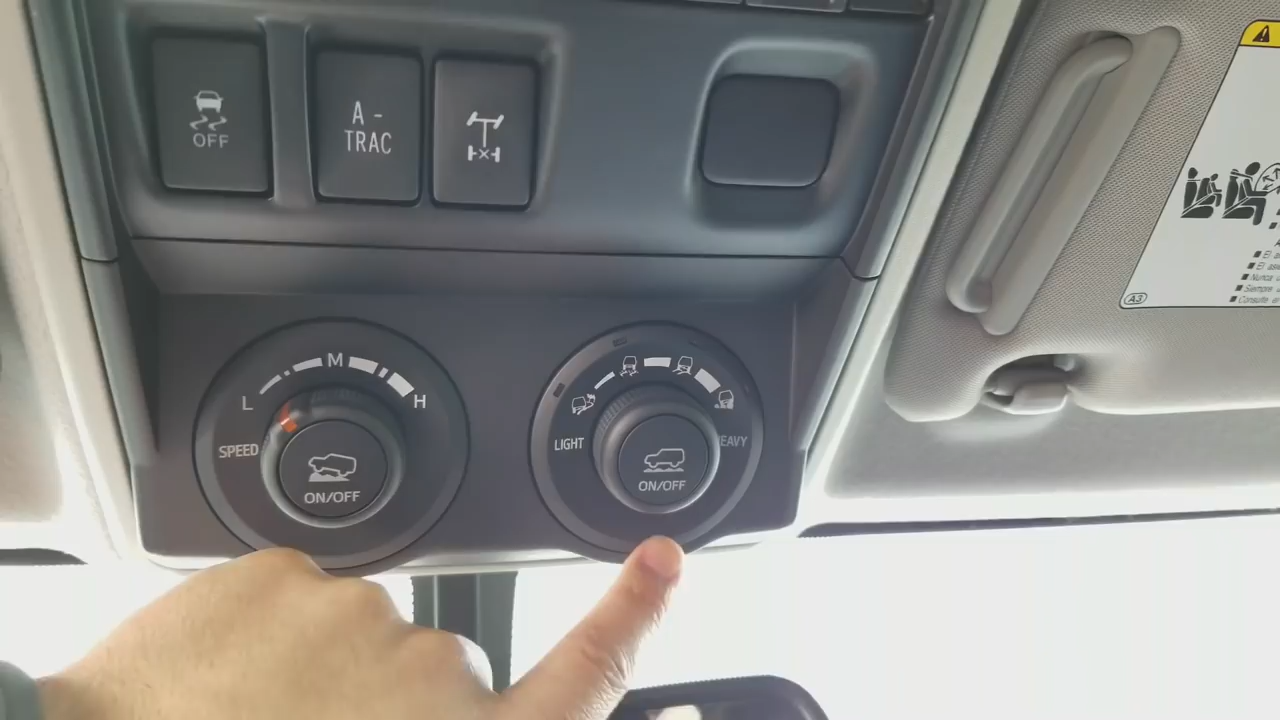 OFF
A -
TRAC
L
M
H
SPEED
ON/OFF
LIGHT
EAVY
ON/OFF
A3